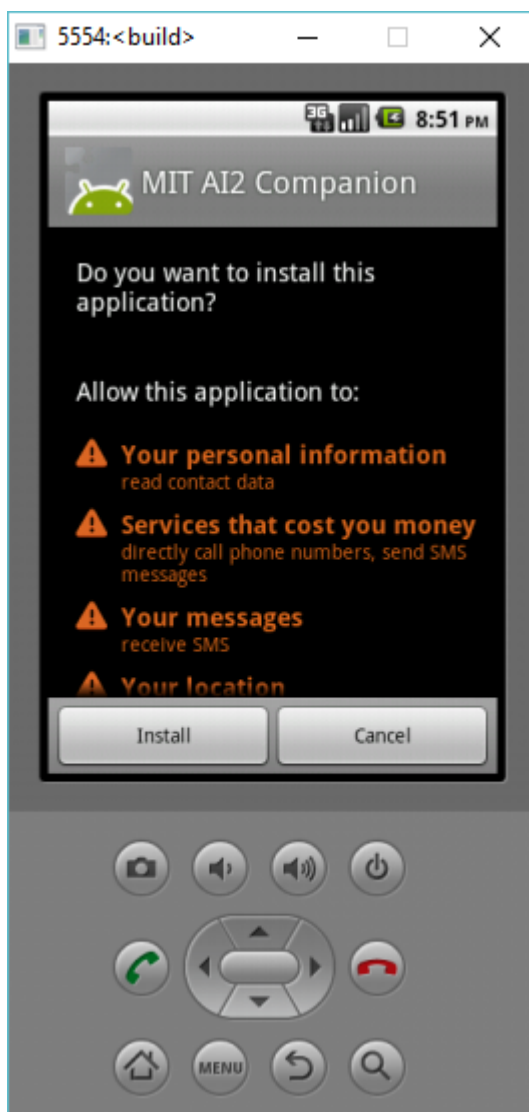 5554:<build>
3G
8:51 PM
MIT AI2 Companion
Do you want to install this
application?
Allow this application to:
Your personal information
read contact data
Services that cost you money
directly call phone numbers, send SMS
messages
Your messages
receive SMS
Your location
Install
Cancel
MENU